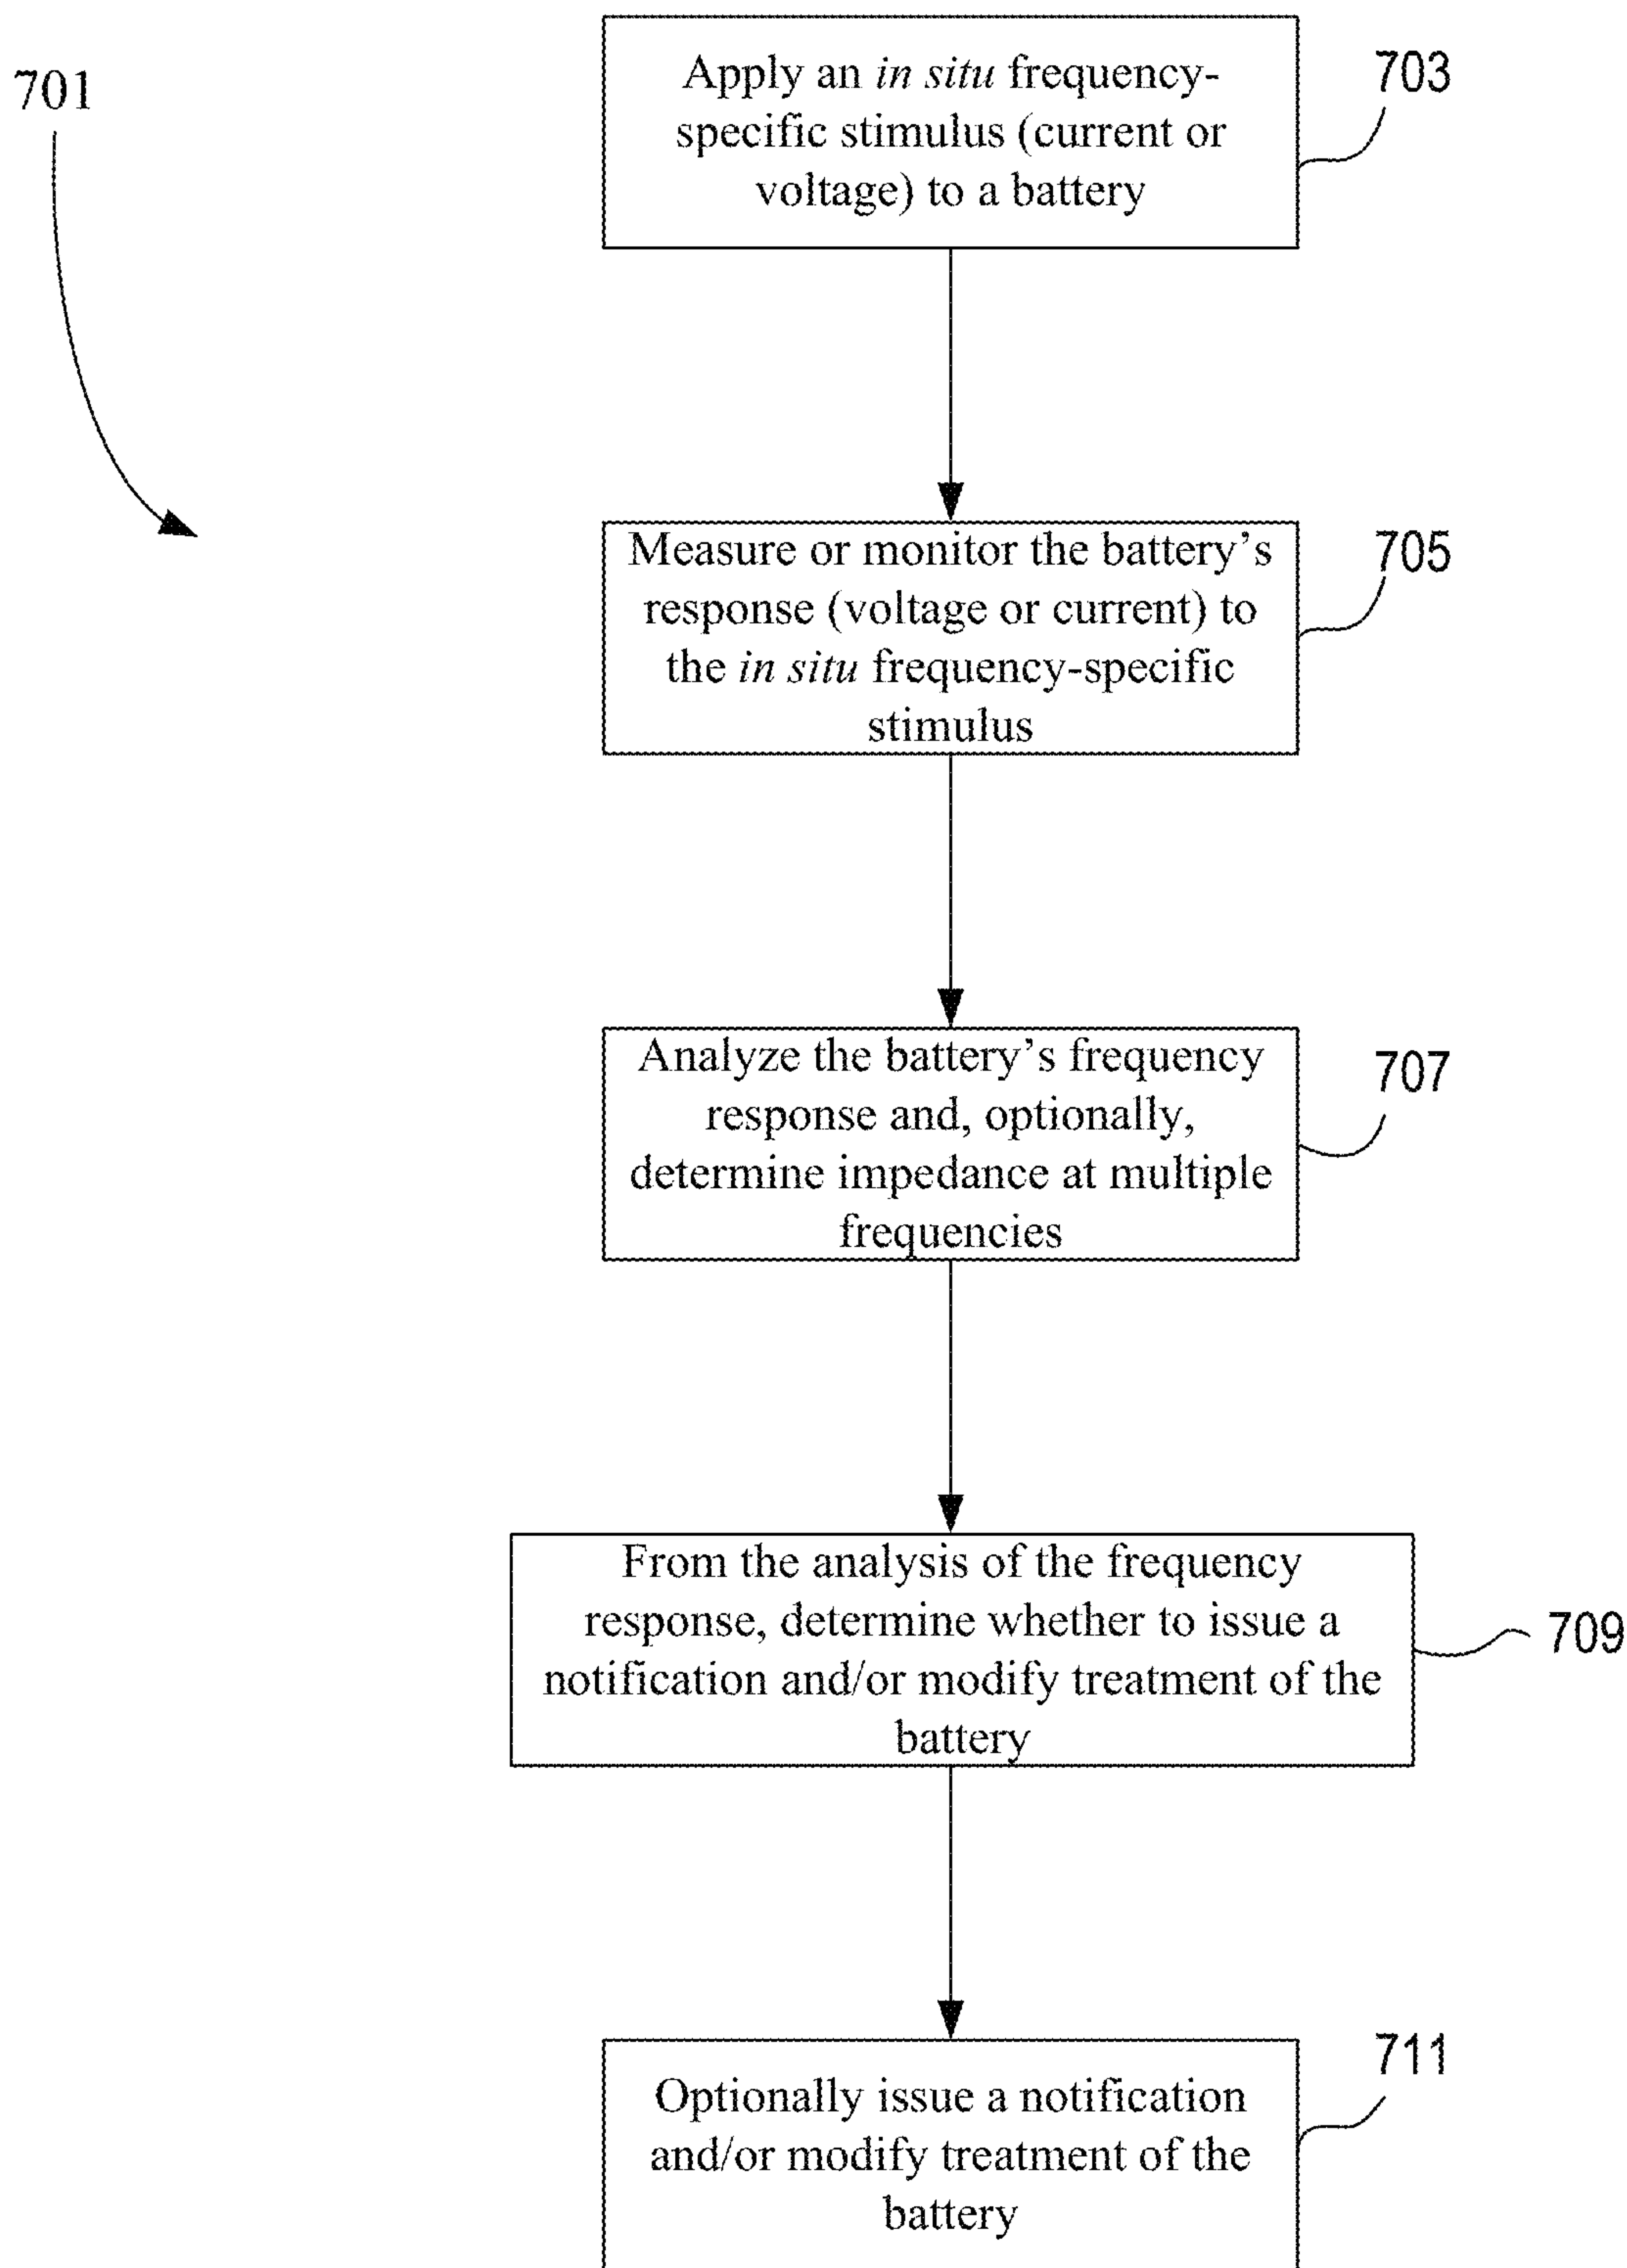 701
Apply an in situ frequency-
specific stimulus (current or
voltage) to a battery
703
Measure or monitor the battery’s
response (voltage or current) to
the in situ frequency-specific
stimulus
705
Analyze the battery’s frequency
response and, optionally,
determine impedance at multiple
frequencies
707
From the analysis of the frequency
response, determine whether to issue a
notification and/or modify treatment of the
battery
709
Optionally issue a notification
and/or modify treatment of the
battery
711